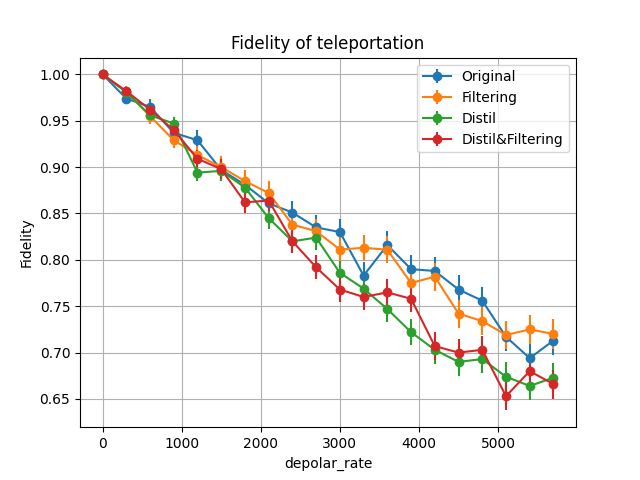 Fidelity of teleportation
Original
Filtering
Distil
Distil&Filtering
1.00
0.95
0.90
0.85
0.80
0.75
0.70
0.65
Fidelity
0
1000
2000
3000
4000
5000
depolar_rate